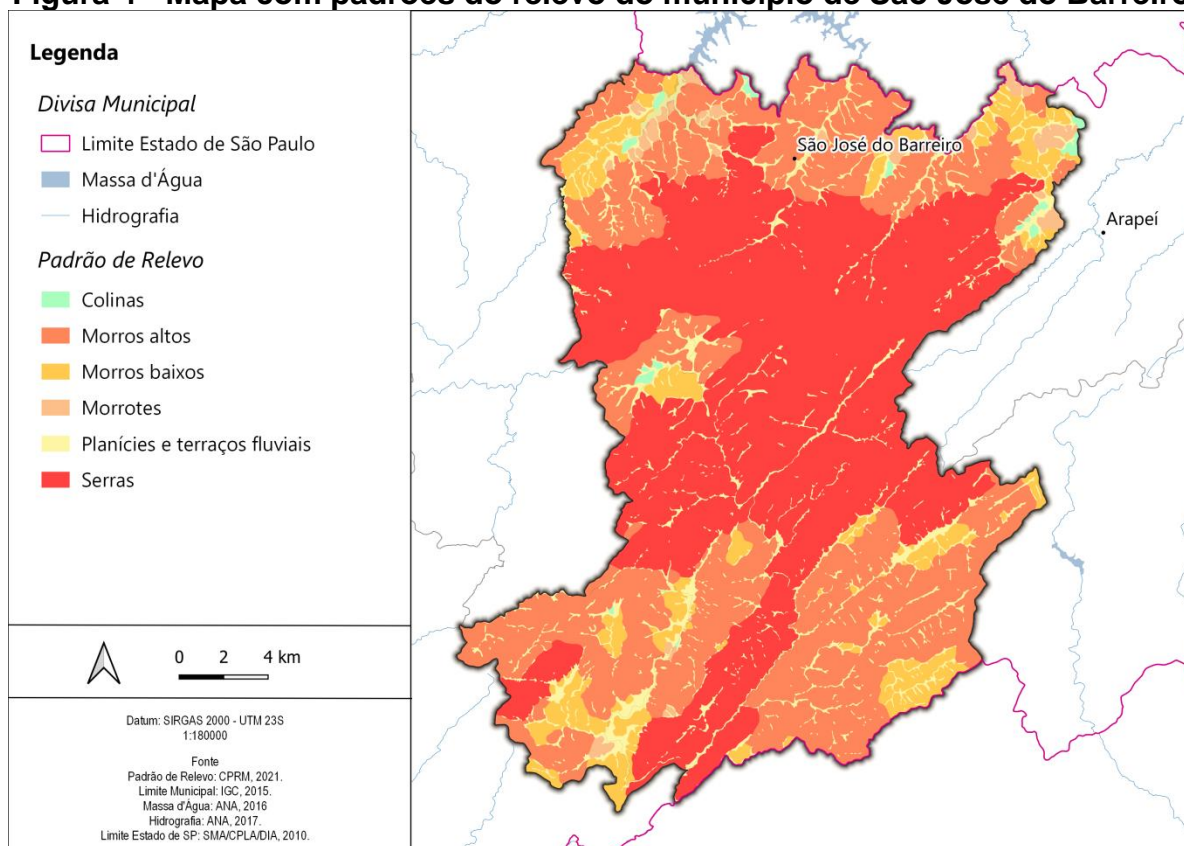 Figura 4 - Mapa com padrões do relevo do município de São José do Barreiro
Legenda
Divisa Municipal
Limite Estado de São Paulo
Massa d'Água
Hidrografia
Padrão de Relevo
Colinas
Morros altos
Morros baixos
Morrotes
Planícies e terraços fluviais
Serras
0 2 4 km
Datum: SIRGAS 2000 - UTM 23S
1:180000
Fonte
Padrão de Relevo: CPRM, 2021.
Limite Municipal: IGC, 2015.
Massa d'Água: ANA, 2016
Hidrografia: ANA, 2017.
Limite Estado de SP: SMA/CPLA/DIA, 2010.
São José do Barreiro
Arapeí